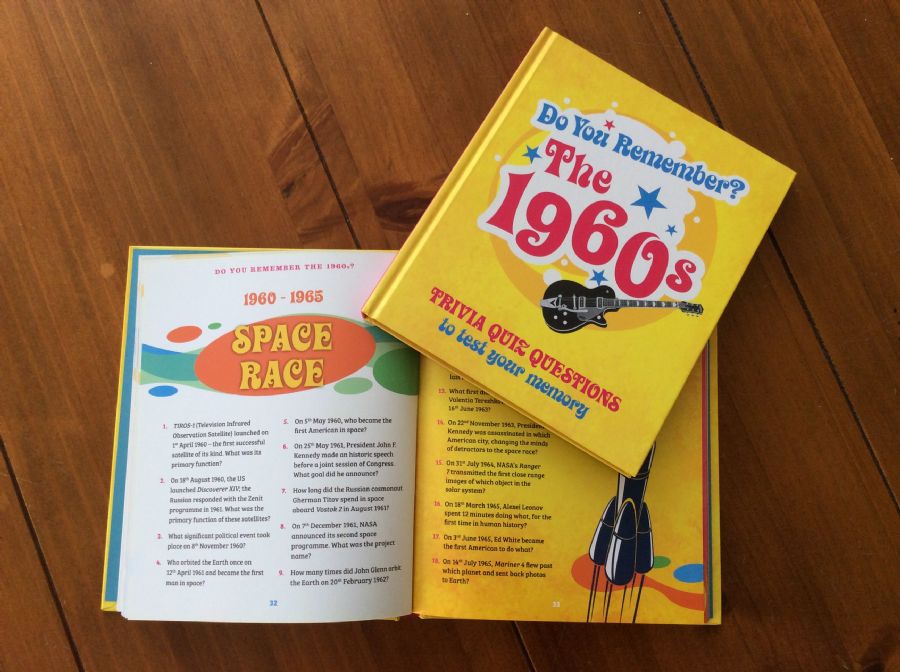 Do You Remember?
The
1960s
TRIVIA QUIZ QUESTIONS
to test your memory
DO YOU REMEMBER THE 1960s?
1960 - 1965
SPACE
RACE
1. TIROS-1 (Television Infrared
Observation Satellite) launched on
1st April 1960 – the first successful
satellite of its kind. What was its
primary function?
2. On 18th August 1960, the US
launched Discoverer XIV; the
Russian responded with the Zenit
programme in 1961. What was the
primary function of these satellites?
3. What significant political event took
place on 8th November 1960?
4. Who orbited the Earth once on
12th April 1961 and became the first
man in space?
5. On 5th May 1960, who became the
first American in space?
6. On 25th May 1961, President John F.
Kennedy made an historic speech
before a joint session of Congress.
What goal did he announce?
7. How long did the Russian cosmonaut
Gherman Titov spend in space
aboard Vostok 2 in August 1961?
8. On 7th December 1961, NASA
announced its second space
programme. What was the project
name?
9. How many times did John Glenn orbit
the Earth on 20th February 1962?
32
13. What first
Valentia Tereshk
16th June 1963?
14. On 22nd November 1963, President
Kennedy was assassinated in which
American city, changing the minds
of detractors to the space race?
15. On 31st July 1964, NASA's Ranger
7 transmitted the first close range
images of which object in the
solar system?
16. On 18th March 1965, Alexei Leonov
spent 12 minutes doing what, for the
first time in human history?
17. On 3rd June 1965, Ed White became
the first American to do what?
18. On 14th July 1965, Mariner 4 flew past
which planet and sent back photos
to Earth?
33